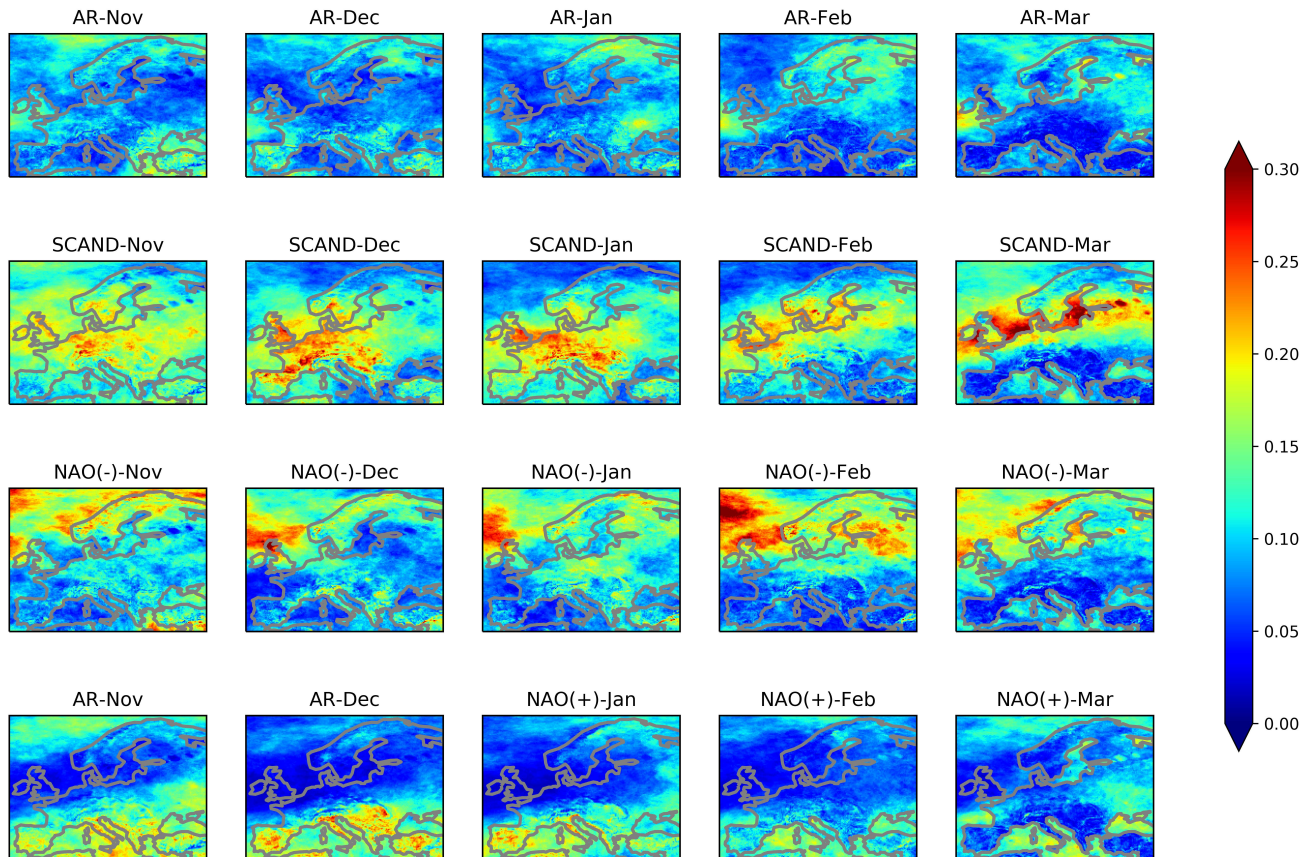 AR-Nov AR-Dec AR-Jan AR-Feb AR-Mar
SCAND-Nov SCAND-Dec SCAND-Jan SCAND-Feb SCAND-Mar
NAO(-)-Nov NAO(-)-Dec NAO(-)-Jan NAO(-)-Feb NAO(-)-Mar
AR-Nov AR-Dec NAO(+)-Jan NAO(+)-Feb NAO(+)-Mar
0.30
0.25
0.20
0.15
0.10
0.05
0.00